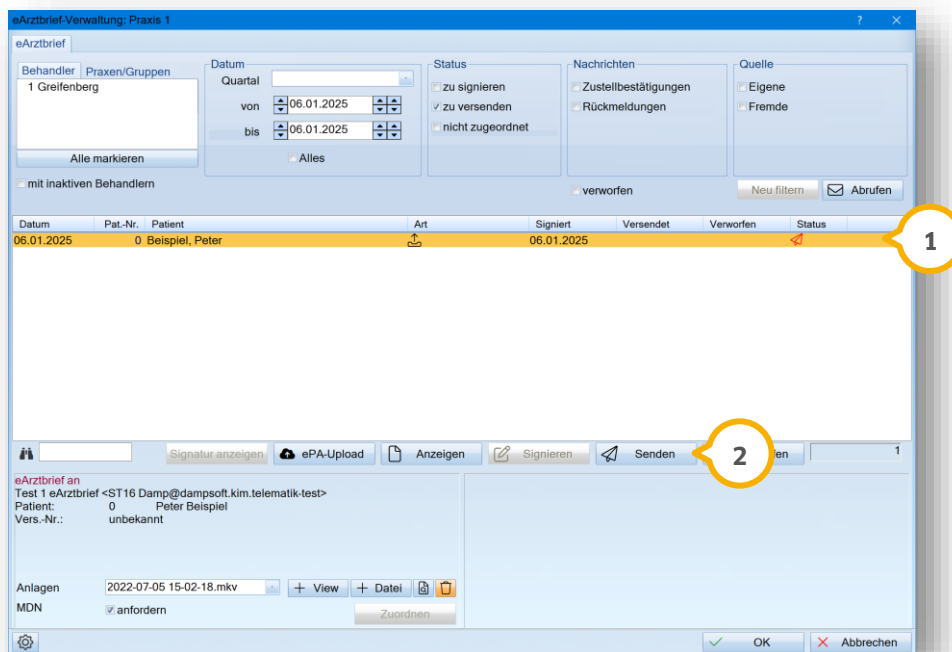 eArztbrief-Verwaltung: Praxis 1
eArztbrief
Behandler Praxen/Gruppen
1 Greifenberg
Alle markieren
mit inaktiven Behandlern
Datum
Quartal
von 06.01.2025
bis 06.01.2025
Alles
Status
zu signieren
zu versenden
nicht zugeordnet
Nachrichten
Zustellbestätigungen
Rückmeldungen
verworfen
Quelle
Eigene
Fremde
Neu filtern Abrufen
Datum Pat.-Nr. Patient Art Signiert Versendet Verworfen Status
06.01.2025 0 Beispiel, Peter 06.01.2025
1
Signatur anzeigen ePA-Upload Anzeigen Signieren Senden 1
2
eArztbrief an
Test 1 eArztbrief <ST16 Damp@dampsoft.kim.telematik-test>
Patient: 0 Peter Beispiel
Vers.-Nr.: unbekannt
Anlagen 2022-07-05 15-02-18.mkv + View + Datei
MDN anfordern Zuordnen
OK Abbrechen